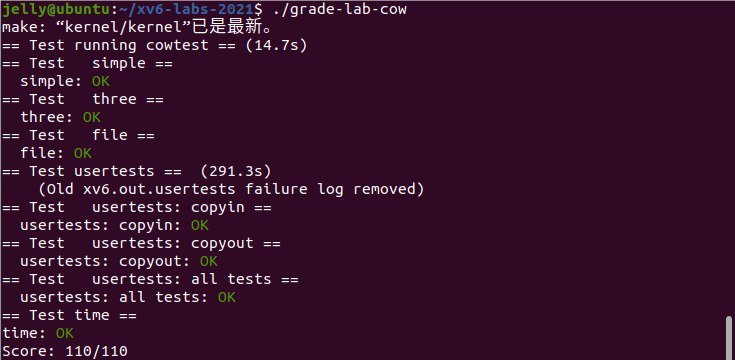 jelly@ubuntu:~/xv6-labs-2021$ ./grade-lab-cow
make: “kernel/kernel”已是最新。
== Test running cowtest == (14.7s)
== Test   simple ==
  simple: OK
== Test   three ==
  three: OK
== Test   file ==
  file: OK
== Test usertests ==  (291.3s)
    (Old xv6.out.usertests failure log removed)
== Test   usertests: copyin ==
  usertests: copyin: OK
== Test   usertests: copyout ==
  usertests: copyout: OK
== Test   usertests: all tests ==
  usertests: all tests: OK
== Test time ==
time: OK
Score: 110/110